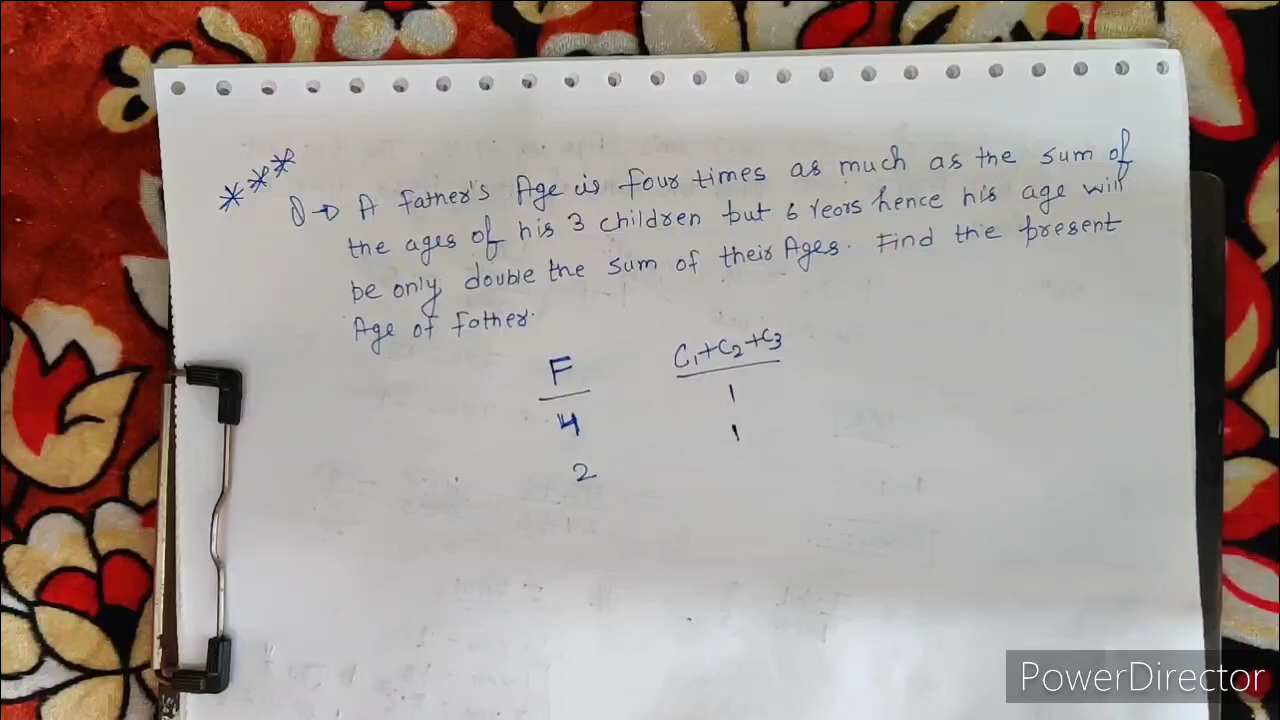 ***
Q→ A Father's Age is four times as much as the sum of
the ages of his 3 children but 6 Years hence his age will
be only double the sum of their Ages. Find the present
Age of Father.
F C₁+C₂+C₃
4 1
2 1
PowerDirector